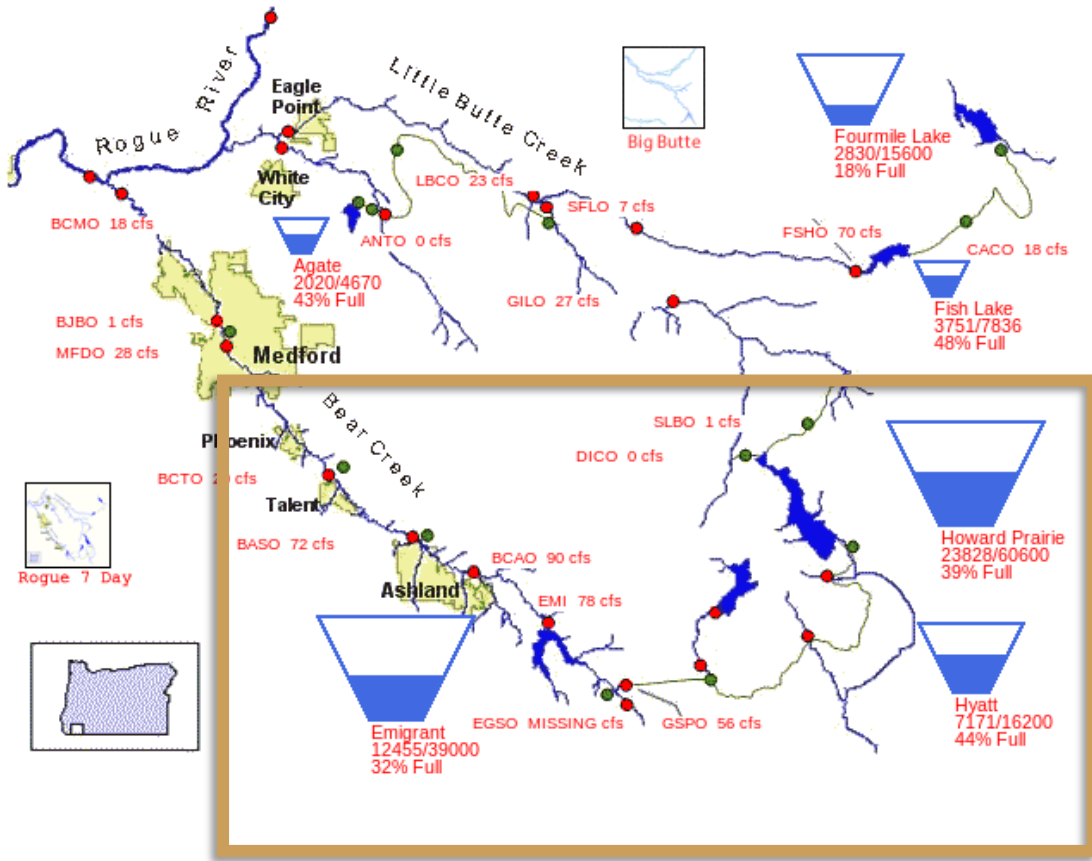 Rogue River
Eagle
Point
Little Butte Creek
Big Butte
Fourmile Lake
2830/15600
18% Full
White
City
LBCO 23 cfs
BCMO 18 cfs
ANTO 0 cfs
SFLO 7 cfs
FSHO 70 cfs
CACO 18 cfs
Agate
2020/4670
43% Full
GILO 27 cfs
Fish Lake
3751/7836
48% Full
BJBO 1 cfs
MFDO 28 cfs
Medford
Bear Creek
SLBO 1 cfs
Phoenix
DICO 0 cfs
BCTO cfs
Talent
Howard Prairie
23828/60600
39% Full
BASO 72 cfs
BCAO 90 cfs
Rogue 7 Day
Ashland
EMI 78 cfs
EGSO MISSING cfs
GSPO 56 cfs
Hyatt
7171/16200
44% Full
Emigrant
12455/39000
32% Full